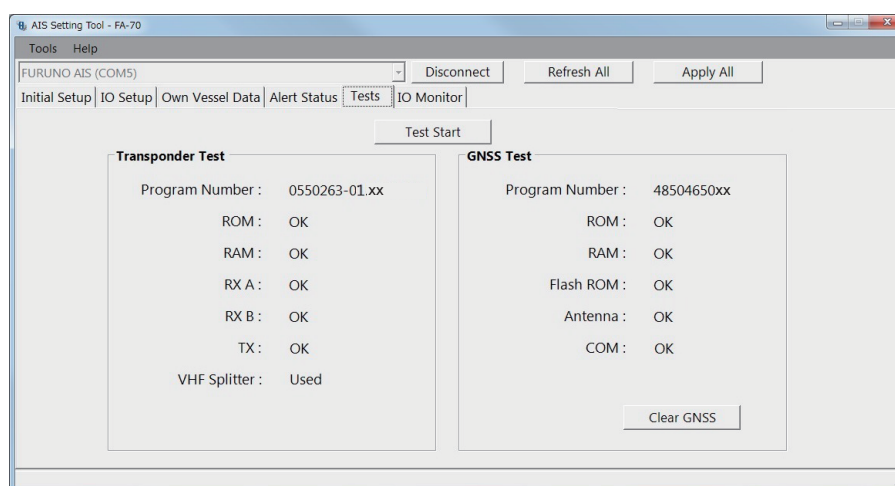 AIS Setting Tool - FA-70
Tools Help
FURUNO AIS (COM5) Disconnect Refresh All Apply All
Initial Setup IO Setup Own Vessel Data Alert Status Tests IO Monitor
Test Start
Transponder Test
Program Number : 0550263-01.xx
ROM : OK
RAM : OK
RX A : OK
RX B : OK
TX : OK
VHF Splitter : Used
GNSS Test
Program Number : 48504650xx
ROM : OK
RAM : OK
Flash ROM : OK
Antenna : OK
COM : OK
Clear GNSS